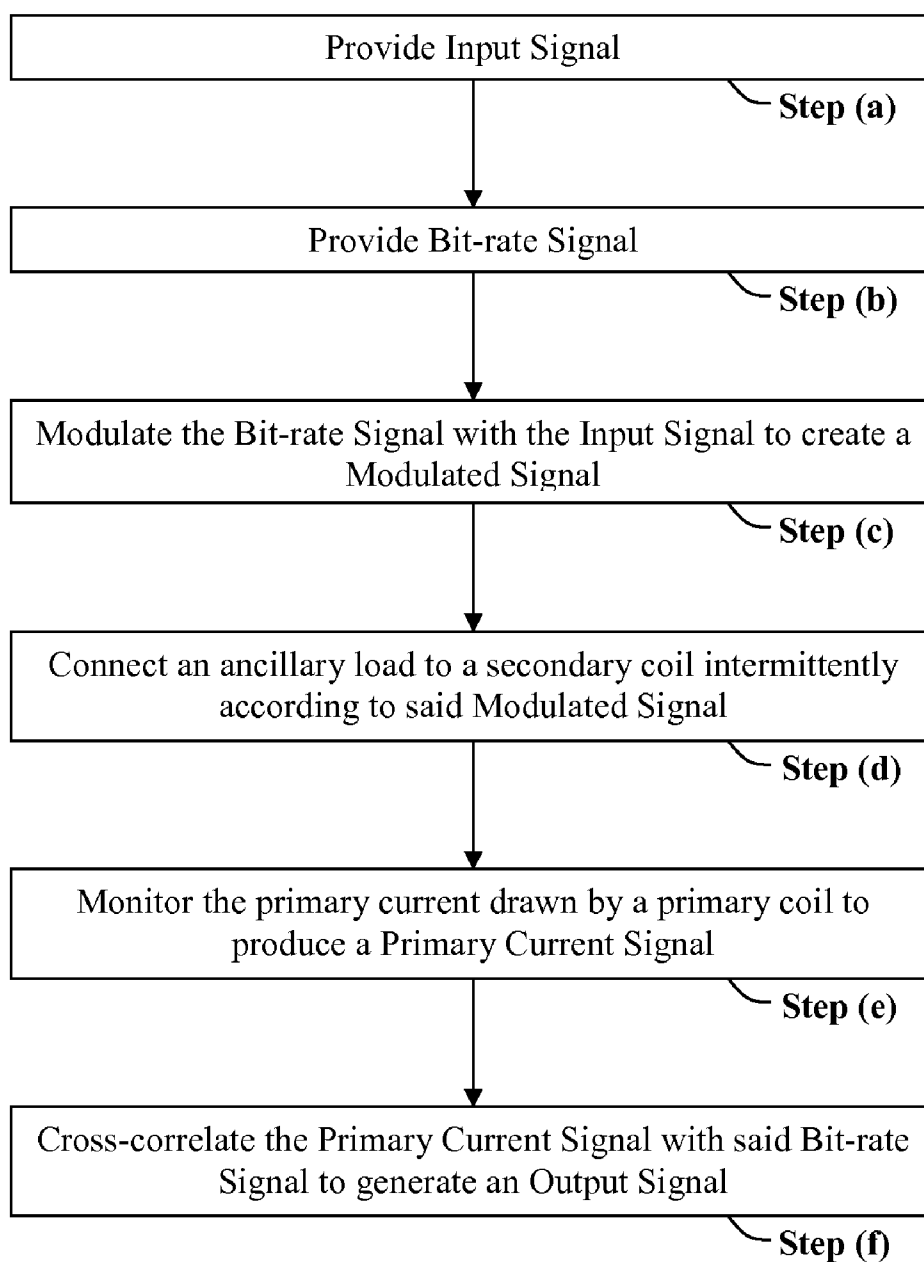 Provide Input Signal
Step (a)
Provide Bit-rate Signal
Step (b)
Modulate the Bit-rate Signal with the Input Signal to create a
Modulated Signal
Step (c)
Connect an ancillary load to a secondary coil intermittently
according to said Modulated Signal
Step (d)
Monitor the primary current drawn by a primary coil to
produce a Primary Current Signal
Step (e)
Cross-correlate the Primary Current Signal with said Bit-rate
Signal to generate an Output Signal
Step (f)